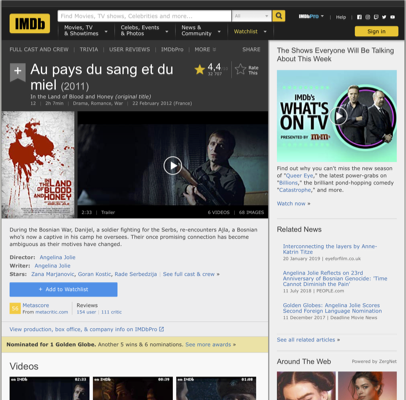 IMDb
Find Movies, TV shows, Celebrities and more...
All
IMDbPro
Help
Movies, TV
& Showtimes
Celebs, Events
& Photos
News &
Community
Watchlist
Sign in
FULL CAST AND CREW | TRIVIA | USER REVIEWS | IMDbPro | MORE
SHARE
Au pays du sang et du
miel (2011)
4,4
Rate
This
In the Land of Blood and Honey (original title)
12 | 2h 7min | Drama, Romance, War | 22 February 2012 (France)
LAND OF BLOOD
AND HONEY
2:32 | Trailer
6 VIDEOS | 68 IMAGES
During the Bosnian War, Danijel, a soldier fighting for the Serbs, re-encounters Ajla, a Bosnian
who's now a captive in his camp he oversees. Their once promising connection has become
ambiguous as their motives have changed.
Director: Angelina Jolie
Writer: Angelina Jolie
Stars: Zana Marjanovic, Goran Kostic, Rade Serbedzija | See full cast & crew »
+ Add to Watchlist
Metascore
From metacritic.com
Reviews
154 user | 111 critic
View production, box office, & company info on IMDbPro
Nominated for 1 Golden Globe. Another 5 wins & 6 nominations. See more awards »
Videos
The Shows Everyone Will Be Talking
About This Week
IMDb's
WHAT'S
ON TV
PRESENTED BY
Find out why you can't miss the new season
of "Queer Eye," the latest power-grabs on
"Billions," the brilliant pond-hopping comedy
"Catastrophe," and more.
Watch now »
Related News
Interconnecting the layers by Anne-
Katrin Titze
20 January 2019 | eyeforfilm.co.uk
Angelina Jolie Reflects on 23rd
Anniversary of Bosnian Genocide: 'Time
Cannot Diminish the Pain'
11 July 2018 | PEOPLE.com
Golden Globes: Angelina Jolie Scores
Second Foreign Language Nomination
11 December 2017 | Deadline Movie News
See all related articles »
Around The Web
Powered by ZergNet